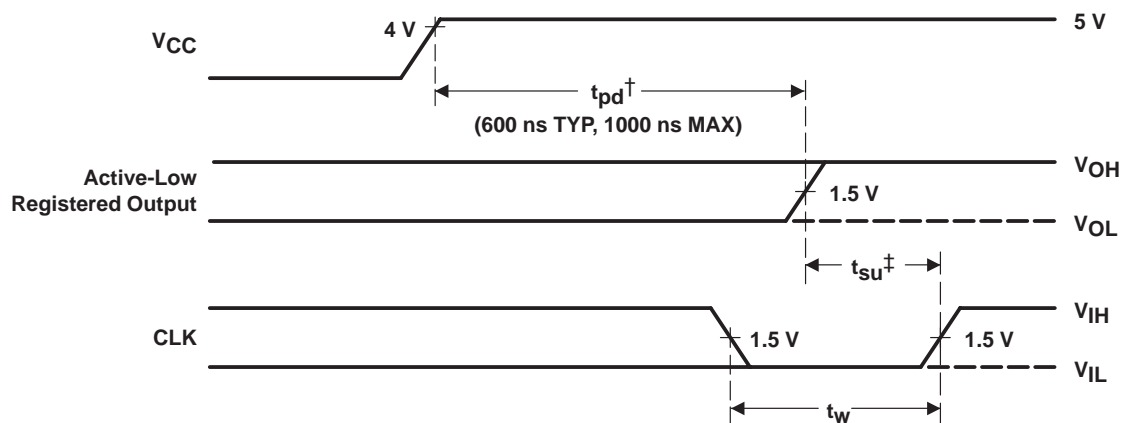 VCC
4 V
5 V
tpd†
(600 ns TYP, 1000 ns MAX)
Active-Low
Registered Output
1.5 V
VOH
VOL
tsu‡
CLK
1.5 V
1.5 V
VIH
VIL
tw